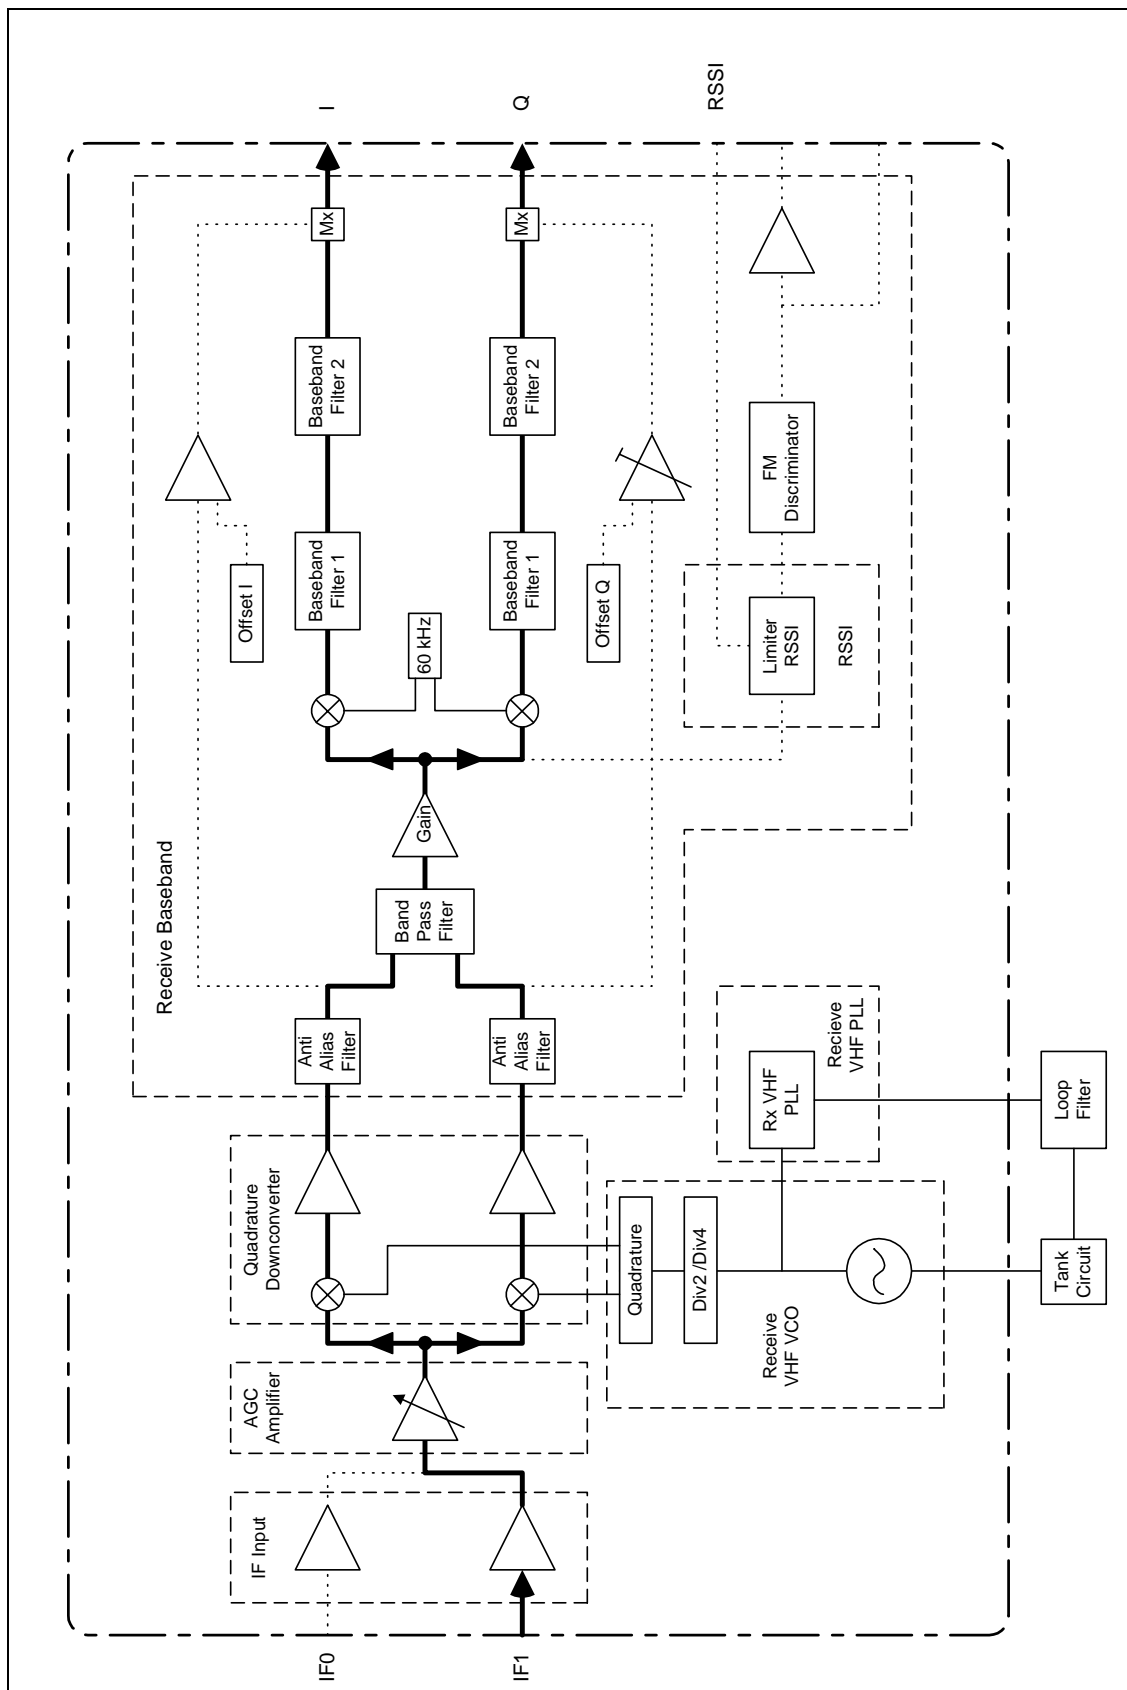 IF0
IF1
IF Input
AGC
Amplifier
Quadrature
Downconverter
Quadrature
Div2 /Div4
Receive
VHF VCO
Tank
Circuit
Loop
Filter
Rx VHF
PLL
Recieve
VHF PLL
Receive Baseband
Anti
Alias
Filter
Anti
Alias
Filter
Band
Pass
Filter
Gain
60 kHz
Offset I
Offset Q
Baseband
Filter 1
Baseband
Filter 1
Baseband
Filter 2
Baseband
Filter 2
Limiter
RSSI
RSSI
FM
Discriminator
Mx
Mx
I
Q
RSSI